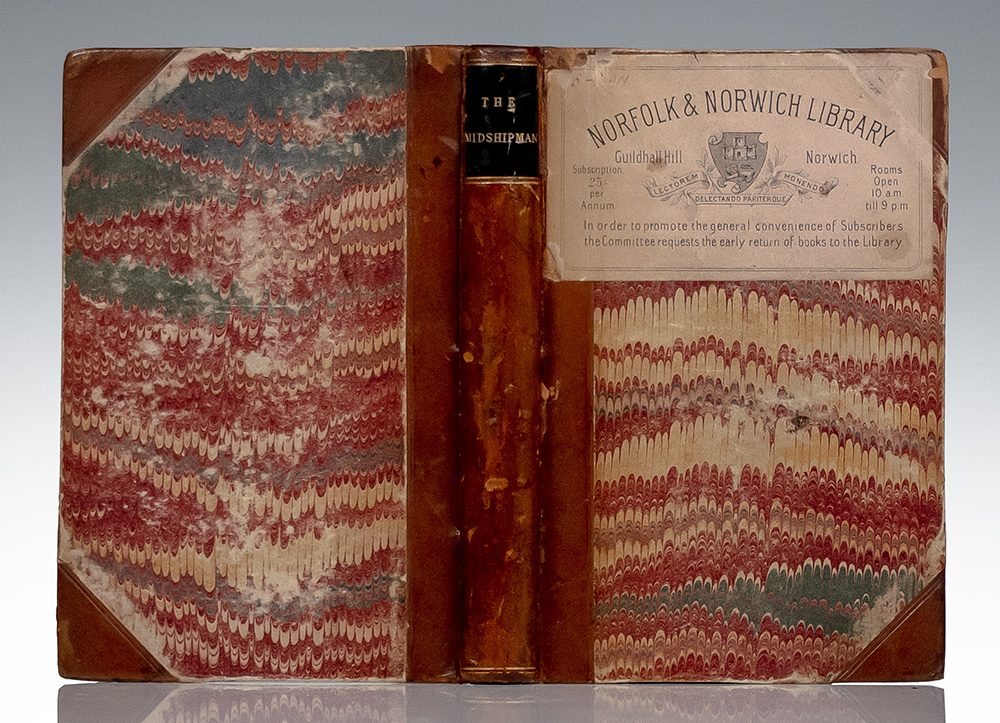 THE
MIDSHIPMAN
NORFOLK & NORWICH LIBRARY
Guildhall Hill
Norwich
Subscription
25/-
per
Annum
LECTOREM
DELECTANDO PARITERQUE
MONENDO
Rooms
Open
10 a.m
till 9 p.m
In order to promote the general convenience of Subscribers
the Committee requests the early return of books to the Library